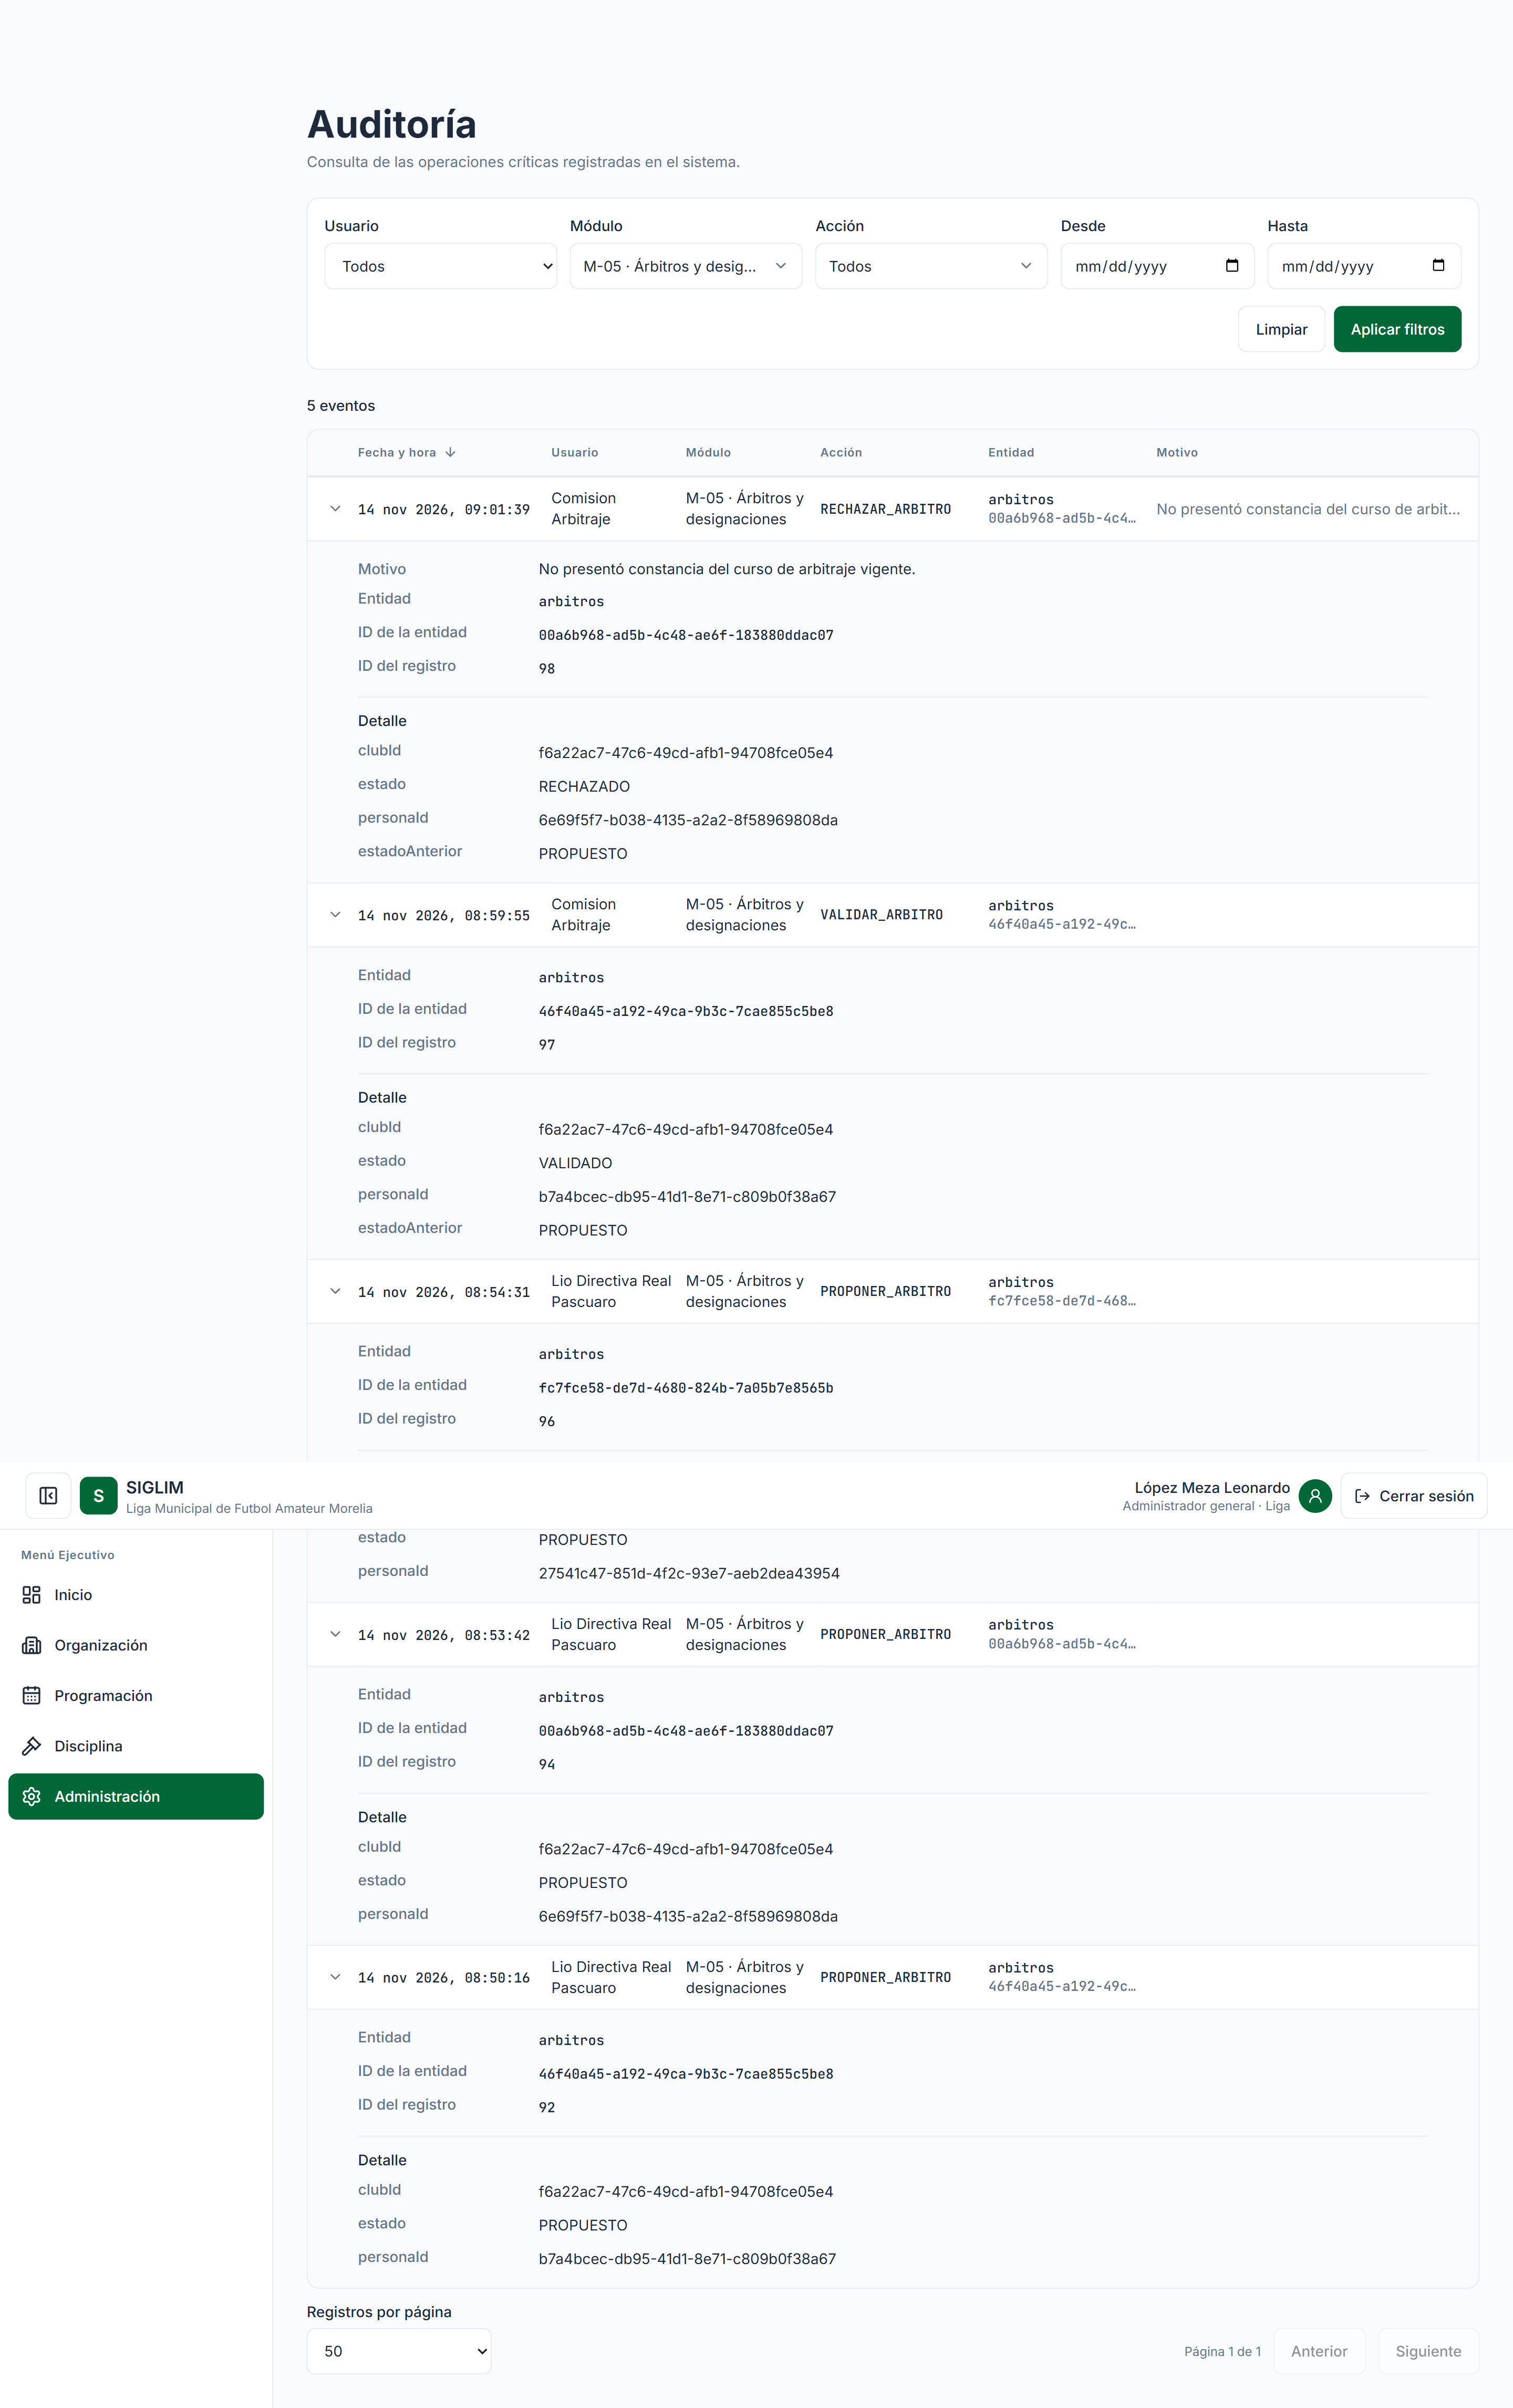 Auditoría
Consulta de las operaciones críticas registradas en el sistema.
Usuario Módulo Acción Desde Hasta
Todos M-05 · Árbitros y desig... Todos mm/dd/yyyy mm/dd/yyyy
Limpiar Aplicar filtros
5 eventos
Fecha y hora Usuario Módulo Acción Entidad Motivo
14 nov 2026, 09:01:39 Comision Arbitraje M-05 · Árbitros y designaciones RECHAZAR_ARBITRO arbitros 00a6b968-ad5b-4c4… No presentó constancia del curso de arbit...
Motivo No presentó constancia del curso de arbitraje vigente.
Entidad arbitros
ID de la entidad 00a6b968-ad5b-4c48-ae6f-183880ddac07
ID del registro 98
Detalle
clubId f6a22ac7-47c6-49cd-afb1-94708fce05e4
estado RECHAZADO
personaId 6e69f5f7-b038-4135-a2a2-8f58969808da
estadoAnterior PROPUESTO
14 nov 2026, 08:59:55 Comision Arbitraje M-05 · Árbitros y designaciones VALIDAR_ARBITRO arbitros 46f40a45-a192-49c…
Entidad arbitros
ID de la entidad 46f40a45-a192-49ca-9b3c-7cae855c5be8
ID del registro 97
Detalle
clubId f6a22ac7-47c6-49cd-afb1-94708fce05e4
estado VALIDADO
personaId b7a4bcec-db95-41d1-8e71-c809b0f38a67
estadoAnterior PROPUESTO
14 nov 2026, 08:54:31 Lio Directiva Real Pascuaro M-05 · Árbitros y designaciones PROPONER_ARBITRO arbitros fc7fce58-de7d-468…
Entidad arbitros
ID de la entidad fc7fce58-de7d-4680-824b-7a05b7e8565b
ID del registro 96
S SIGLIM
Liga Municipal de Futbol Amateur Morelia
López Meza Leonardo
Administrador general · Liga
Cerrar sesión
Menú Ejecutivo
Inicio
Organización
Programación
Disciplina
Administración
estado PROPUESTO
personaId 27541c47-851d-4f2c-93e7-aeb2dea43954
14 nov 2026, 08:53:42 Lio Directiva Real Pascuaro M-05 · Árbitros y designaciones PROPONER_ARBITRO arbitros 00a6b968-ad5b-4c4…
Entidad arbitros
ID de la entidad 00a6b968-ad5b-4c48-ae6f-183880ddac07
ID del registro 94
Detalle
clubId f6a22ac7-47c6-49cd-afb1-94708fce05e4
estado PROPUESTO
personaId 6e69f5f7-b038-4135-a2a2-8f58969808da
14 nov 2026, 08:50:16 Lio Directiva Real Pascuaro M-05 · Árbitros y designaciones PROPONER_ARBITRO arbitros 46f40a45-a192-49c…
Entidad arbitros
ID de la entidad 46f40a45-a192-49ca-9b3c-7cae855c5be8
ID del registro 92
Detalle
clubId f6a22ac7-47c6-49cd-afb1-94708fce05e4
estado PROPUESTO
personaId b7a4bcec-db95-41d1-8e71-c809b0f38a67
Registros por página
50 Página 1 de 1 Anterior Siguiente